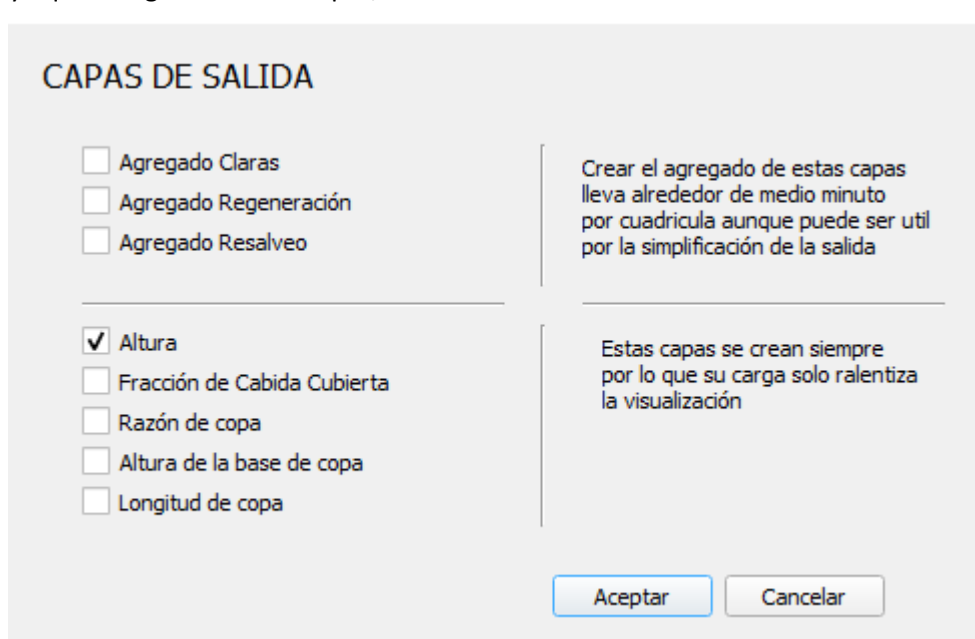 CAPAS DE SALIDA
Agregado Claras
Agregado Regeneración
Agregado Resalveo
Crear el agregado de estas capas
lleva alrededor de medio minuto
por cuadricula aunque puede ser util
por la simplificación de la salida
Altura
Fracción de Cabida Cubierta
Razón de copa
Altura de la base de copa
Longitud de copa
Estas capas se crean siempre
por lo que su carga solo ralentiza
la visualización
Aceptar
Cancelar